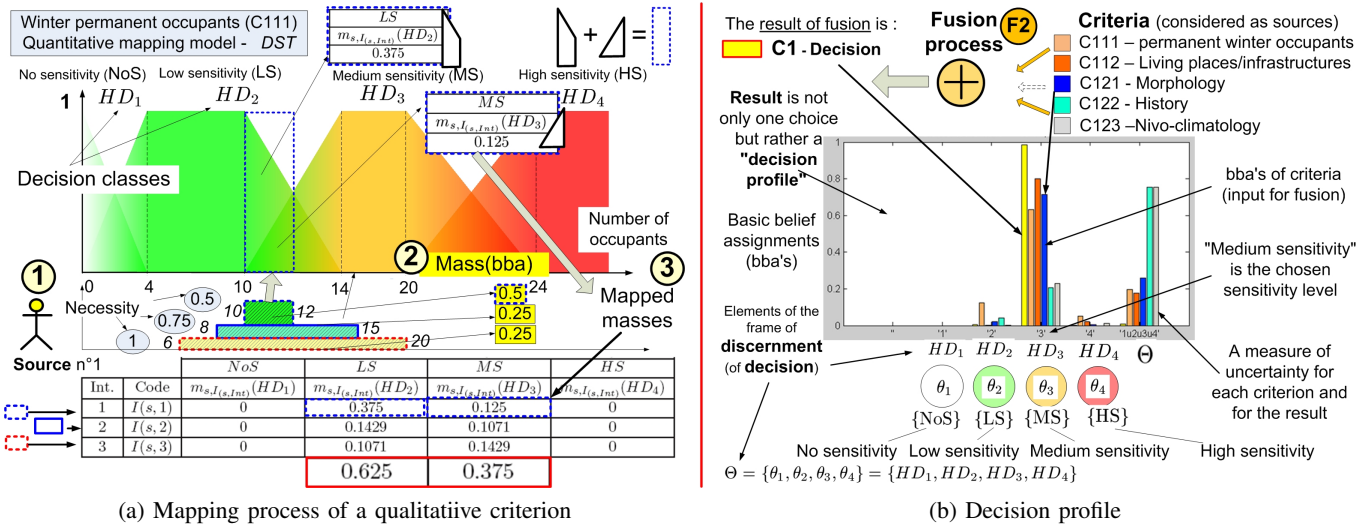 Winter permanent occupants (C111)
Quantitative mapping model - DST
LS
m_{s,I_{(s,Int)}}(HD_2)
0.375
+ =
No sensitivity (NoS)
Low sensitivity (LS)
Medium sensitivity (MS)
High sensitivity (HS)
1
HD_1
HD_2
HD_3
HD_4
MS
m_{s,I_{(s,Int)}}(HD_3)
0.125
Decision classes
Number of
occupants
0
4
10
14
20
24
2
Mass(bba)
3
Mapped
masses
1
Necessity
0.5
0.75
1
10
12
8
15
6
20
0.5
0.25
0.25
Source n°1
NoS LS MS HS
Int. Code m_{s,I_{(s,Int)}}(HD_1) m_{s,I_{(s,Int)}}(HD_2) m_{s,I_{(s,Int)}}(HD_3) m_{s,I_{(s,Int)}}(HD_4)
1 I(s,1) 0 0.375 0.125 0
2 I(s,2) 0 0.1429 0.1071 0
3 I(s,3) 0 0.1071 0.1429 0
0.625 0.375
(a) Mapping process of a qualitatiive criterion
The result of fusion is :
C1 - Decision
Fusion
process
F2
+
Criteria (considered as sources)
C111 – permanent winter occupants
C112 – Living places/infrastructures
C121 - Morphology
C122 - History
C123 –Nivo-climatology
Result is not
only one choice
but rather a
"decision
profile"
Basic belief
assignments
(bba's)
1
0.8
0.6
0.4
0.2
0
'' '1' '2' '3' '4' '1u2u3u4'
bba's of criteria
(input for fusion)
"Medium sensitivity"
is the chosen
sensitivity level
Elements of the
frame of
discernment
(of decision)
HD_1 HD_2 HD_3 HD_4 Θ
θ_1 θ_2 θ_3 θ_4
{NoS} {LS} {MS} {HS}
A measure of
uncertainty for
each criterion and
for the result
No sensitivity Low sensitivity Medium sensitivity High sensitivity
Θ = {θ_1, θ_2, θ_3, θ_4} = {HD_1, HD_2, HD_3, HD_4}
(b) Decision profile